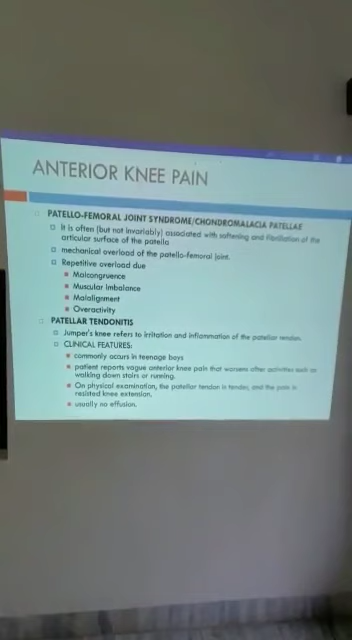 ANTERIOR KNEE PAIN
PATELLO-FEMORAL JOINT SYNDROME/CHONDROMALACIA PATELLAE
It is often (but not invariably) associated with softening and fibrillation of the
articular surface of the patella
mechanical overload of the patello-femoral joint.
Repetitive overload due
Malcongruence
Muscular Imbalance
Malalignment
Overactivity
PATELLAR TENDONITIS
Jumper's knee refers to irritation and inflammation of the patellar tendon.
CLINICAL FEATURES:
commonly occurs in teenage boys
patient reports vague anterior knee pain that worsens after activities such as
walking down stairs or running.
On physical examination, the patellar tendon is tender, and the pain is
resisted knee extension.
usually no effusion.